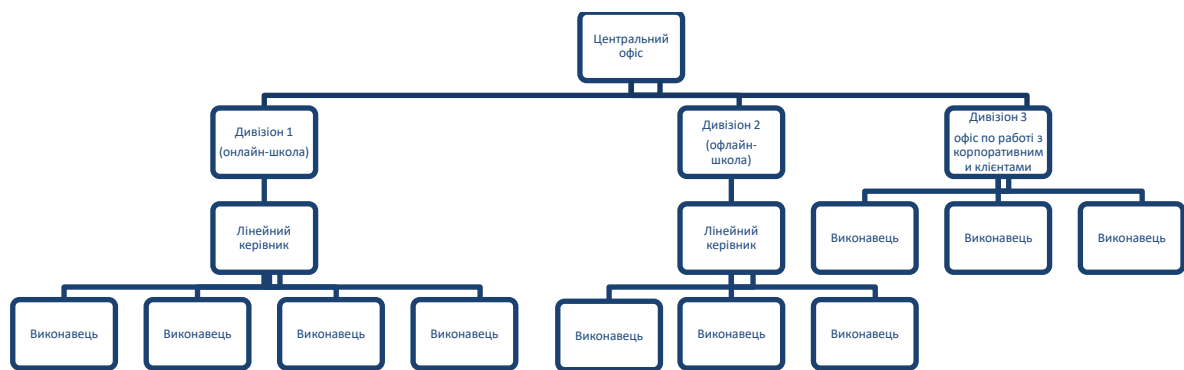 Центральний
офіс
Дивізіон 1
(онлайн-школа)
Дивізіон 2
(офлайн-
школа)
Дивізіон 3
офіс по работі з
корпоративним
и клієнтами
Лінейний
керівник
Лінейний
керівник
Виконавець
Виконавець
Виконавець
Виконавець
Виконавець
Виконавець
Виконавець
Виконавець
Виконавець
Виконавець